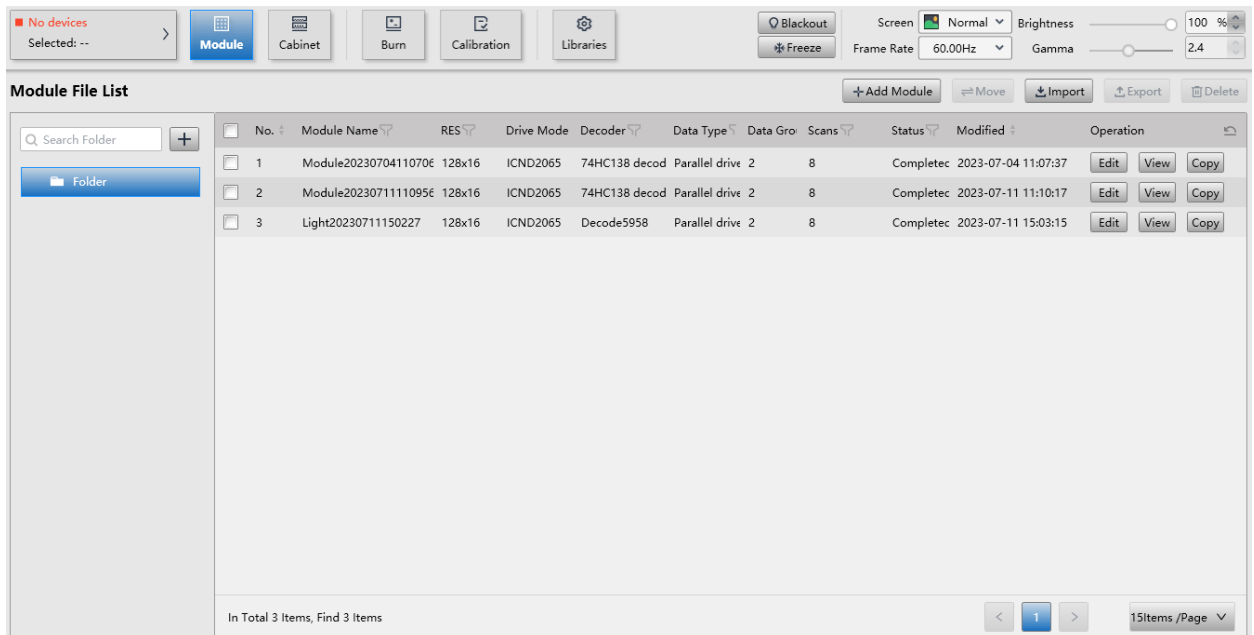 No devices
Selected: --
Module
Cabinet
Burn
Calibration
Libraries
Blackout
Freeze
Screen Normal
Frame Rate 60.00Hz
Brightness 100 %
Gamma 2.4
Module File List
Add Module Move Import Export Delete
Search Folder
Folder
No. Module Name RES Drive Mode Decoder Data Type Data Gro Scans Status Modified Operation
1 Module2023070411070 128x16 ICND2065 74HC138 decod Parallel drive 2 8 Completec 2023-07-04 11:07:37 Edit View Copy
2 Module2023071111095 128x16 ICND2065 74HC138 decod Parallel drive 2 8 Completec 2023-07-11 11:10:17 Edit View Copy
3 Light20230711150227 128x16 ICND2065 Decode5958 Parallel drive 2 8 Completec 2023-07-11 15:03:15 Edit View Copy
In Total 3 Items, Find 3 Items
< 1 >
15Items /Page